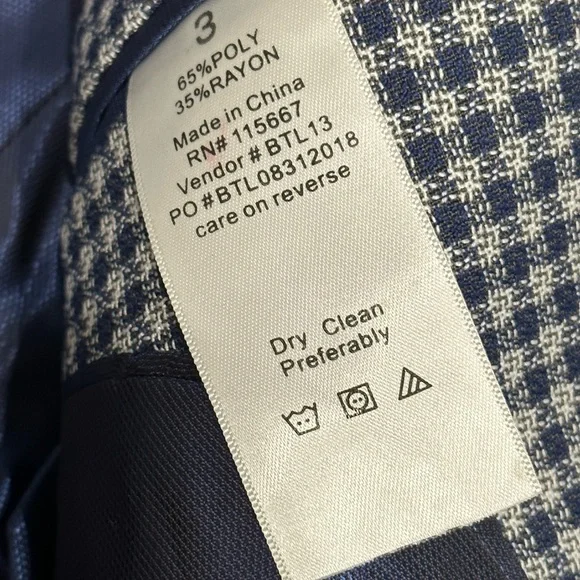 3
65%POLY
35%RAYON
Made in China
RN# 115667
Vendor # BTL13
PO #BTL08312018
care on reverse
Dry Clean
Preferably